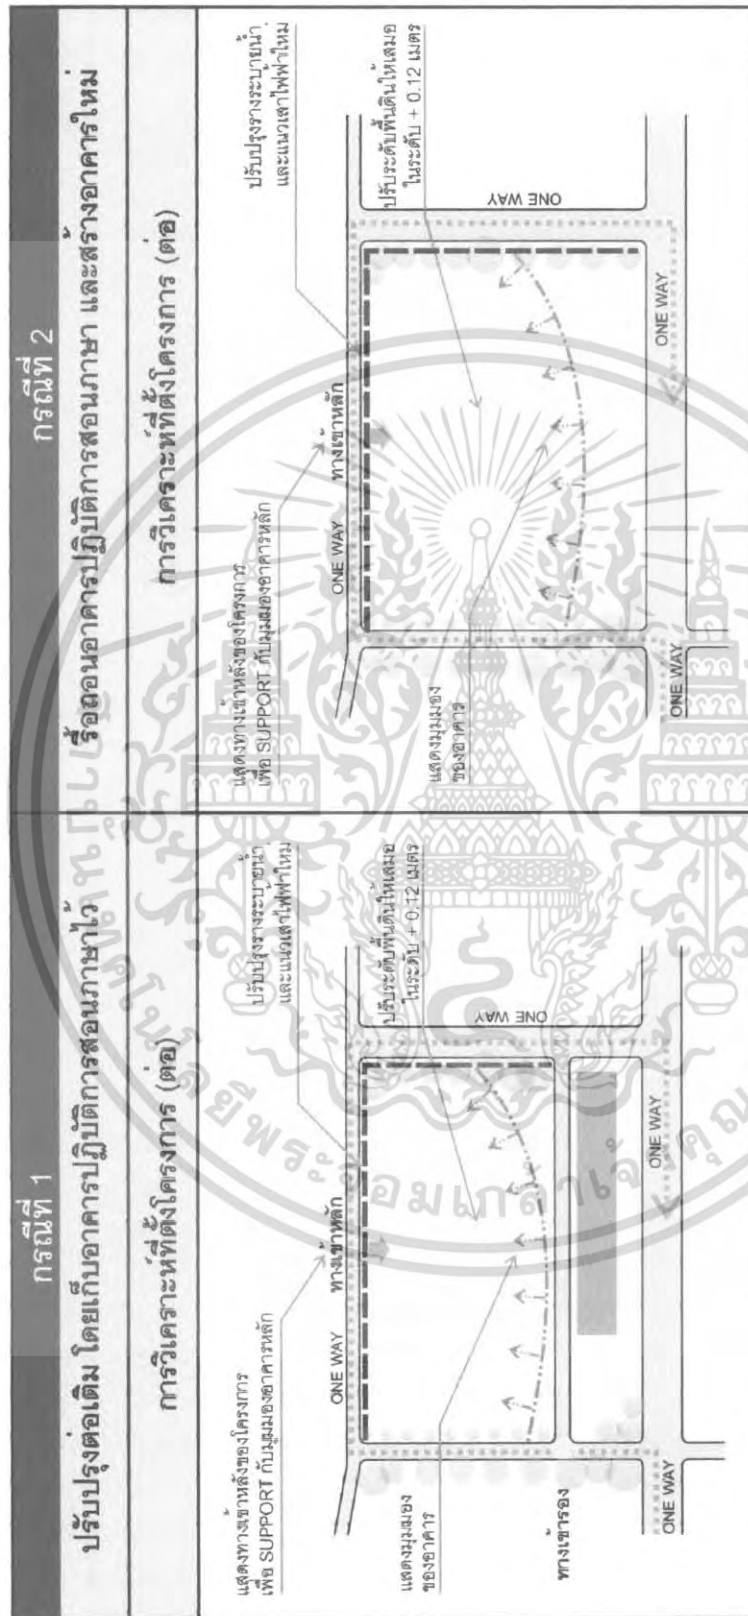 กรณีที่ 1
ปรับปรุงต่อเติม โดยเก็บอาคารปฏิบัติการสอนภาษาไว้
การวิเคราะห์ที่ตั้งโครงการ (ต่อ)
แสดงทางเข้าหลังของโครงการ
เพื่อ SUPPORT กับมุมมองอาคารหลัก
ปรับปรุงรางระบายน้ำ
และแนวเสาไฟฟ้าใหม่
ONE WAY
ทางเข้าหลัก
ปรับระดับพื้นดินให้เสมอ
ในระดับ + 0.12 เมตร
ONE WAY
แสดงมุมมอง
ของอาคาร
ทางเข้ารอง
ONE WAY
ONE WAY
กรณีที่ 2
รื้อถอนอาคารปฏิบัติการสอนภาษา และสร้างอาคารใหม่
การวิเคราะห์ที่ตั้งโครงการ (ต่อ)
แสดงทางเข้าหลังของโครงการ
เพื่อ SUPPORT กับมุมมองอาคารหลัก
ปรับปรุงรางระบายน้ำ
และแนวเสาไฟฟ้าใหม่
ONE WAY
ทางเข้าหลัก
ปรับระดับพื้นดินให้เสมอ
ในระดับ + 0.12 เมตร
ONE WAY
แสดงมุมมอง
ของอาคาร
ONE WAY
ONE WAY